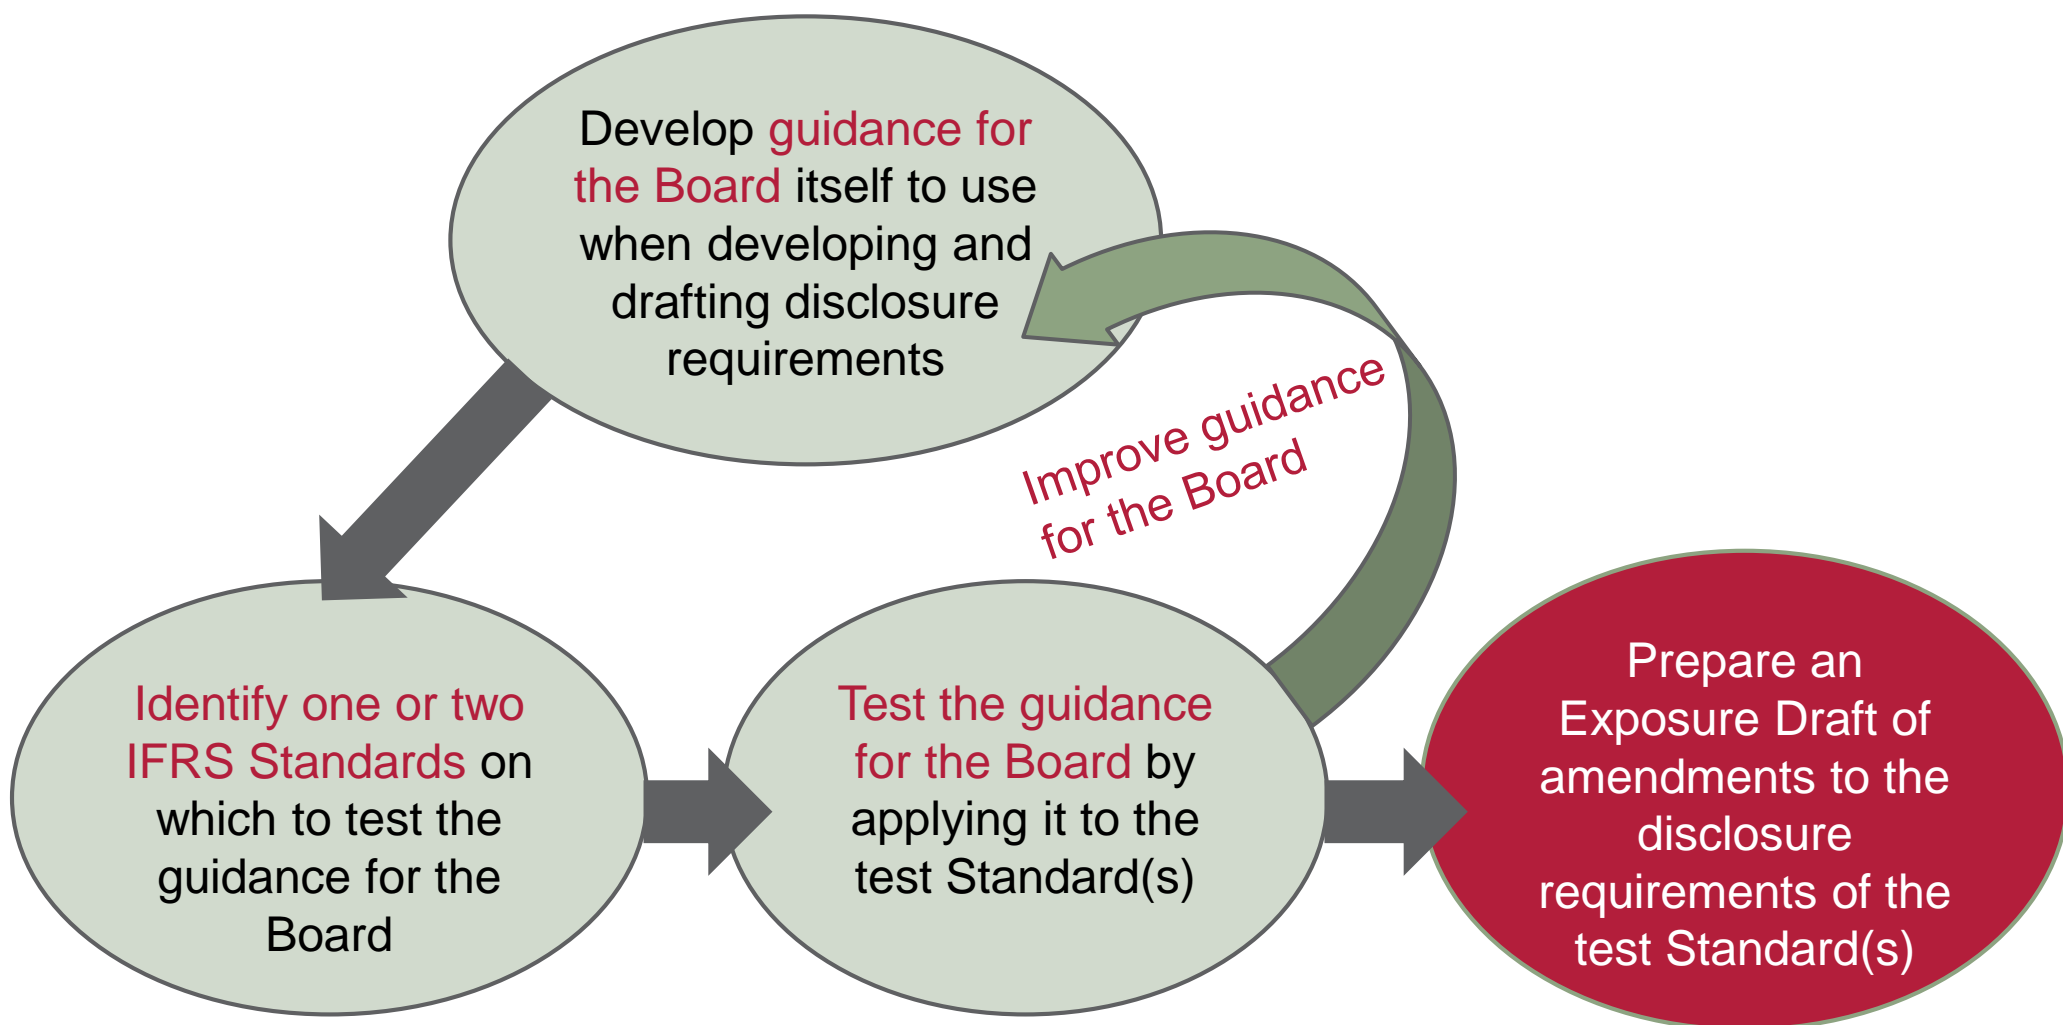 Develop guidance for
the Board itself to use
when developing and
drafting disclosure
requirements
Improve guidance
for the Board
Identify one or two
IFRS Standards on
which to test the
guidance for the
Board
Test the guidance
for the Board by
applying it to the
test Standard(s)
Prepare an
Exposure Draft of
amendments to the
disclosure
requirements of the
test Standard(s)